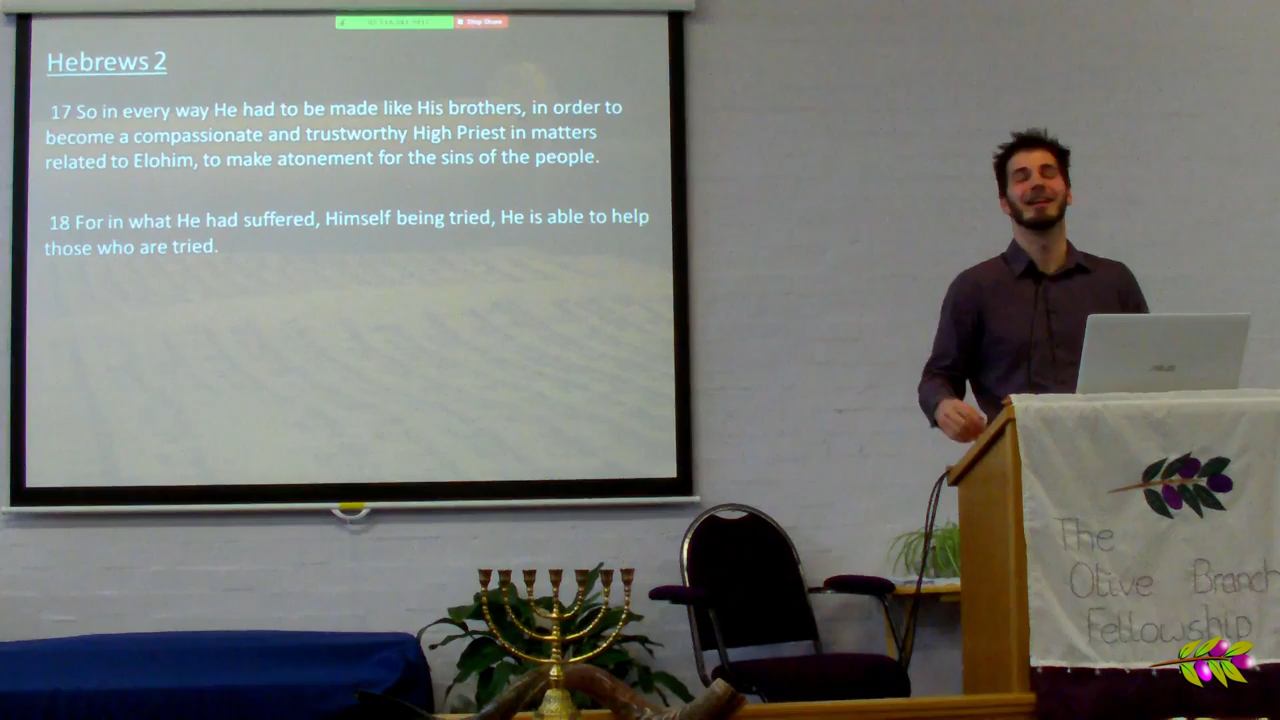 Stop Share
Hebrews 2
17 So in every way He had to be made like His brothers, in order to
become a compassionate and trustworthy High Priest in matters
related to Elohim, to make atonement for the sins of the people.
18 For in what He had suffered, Himself being tried, He is able to help
those who are tried.
ASUS
The
Olive Branch
Fellowship